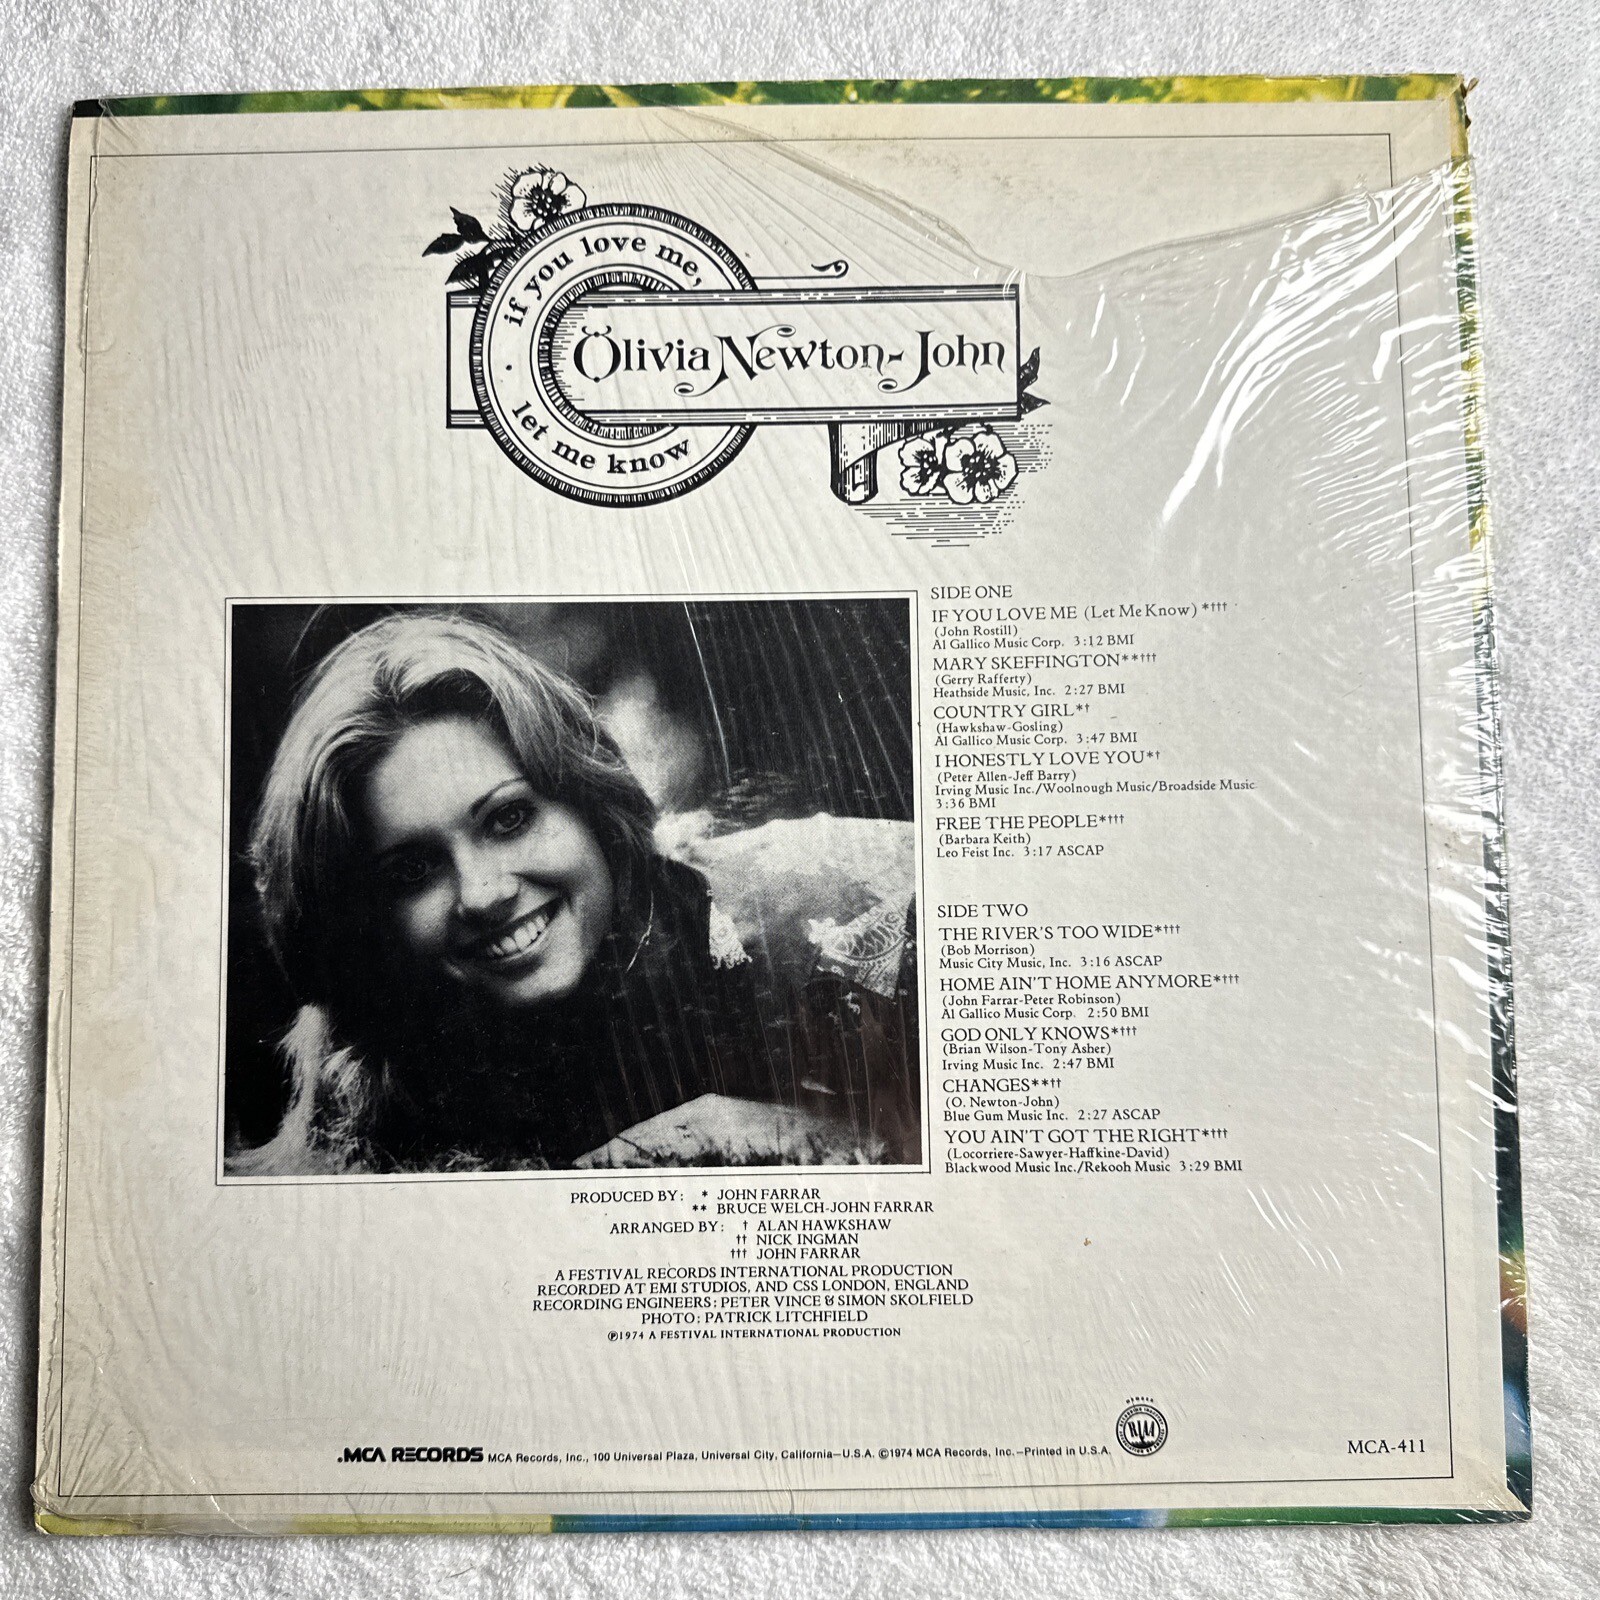 if you love me,
let me know
Olivia Newton-John
SIDE ONE
IF YOU LOVE ME (Let Me Know) *†††
(John Rostill)
Al Gallico Music Corp. 3:12 BMI
MARY SKEFFINGTON**†††
(Gerry Rafferty)
Heathside Music, Inc. 2:27 BMI
COUNTRY GIRL*†
(Hawkshaw-Gosling)
Al Gallico Music Corp. 3:47 BMI
I HONESTLY LOVE YOU*†
(Peter Allen-Jeff Barry)
Irving Music Inc./Woolnough Music/Broadside Music
3:36 BMI
FREE THE PEOPLE*†††
(Barbara Keith)
Leo Feist Inc. 3:17 ASCAP
SIDE TWO
THE RIVER'S TOO WIDE*†††
(Bob Morrison)
Music City Music, Inc. 3:16 ASCAP
HOME AIN'T HOME ANYMORE*†††
(John Farrar-Peter Robinson)
Al Gallico Music Corp. 2:50 BMI
GOD ONLY KNOWS*†††
(Brian Wilson-Tony Asher)
Irving Music Inc. 2:47 BMI
CHANGES**††
(O. Newton-John)
Blue Gum Music Inc. 2:27 ASCAP
YOU AIN'T GOT THE RIGHT*†††
(Locorriere-Sawyer-Haffkine-David)
Blackwood Music Inc./Rekooh Music 3:29 BMI
PRODUCED BY: * JOHN FARRAR
** BRUCE WELCH-JOHN FARRAR
ARRANGED BY: † ALAN HAWKSHAW
†† NICK INGMAN
††† JOHN FARRAR
A FESTIVAL RECORDS INTERNATIONAL PRODUCTION
RECORDED AT EMI STUDIOS, AND CSS LONDON, ENGLAND
RECORDING ENGINEERS: PETER VINCE & SIMON SKOLFIELD
PHOTO: PATRICK LITCHFIELD
℗1974 A FESTIVAL INTERNATIONAL PRODUCTION
.MCA RECORDS MCA Records, Inc., 100 Universal Plaza, Universal City, California—U.S.A. ©1974 MCA Records, Inc.—Printed in U.S.A.
RIAA
MCA-411